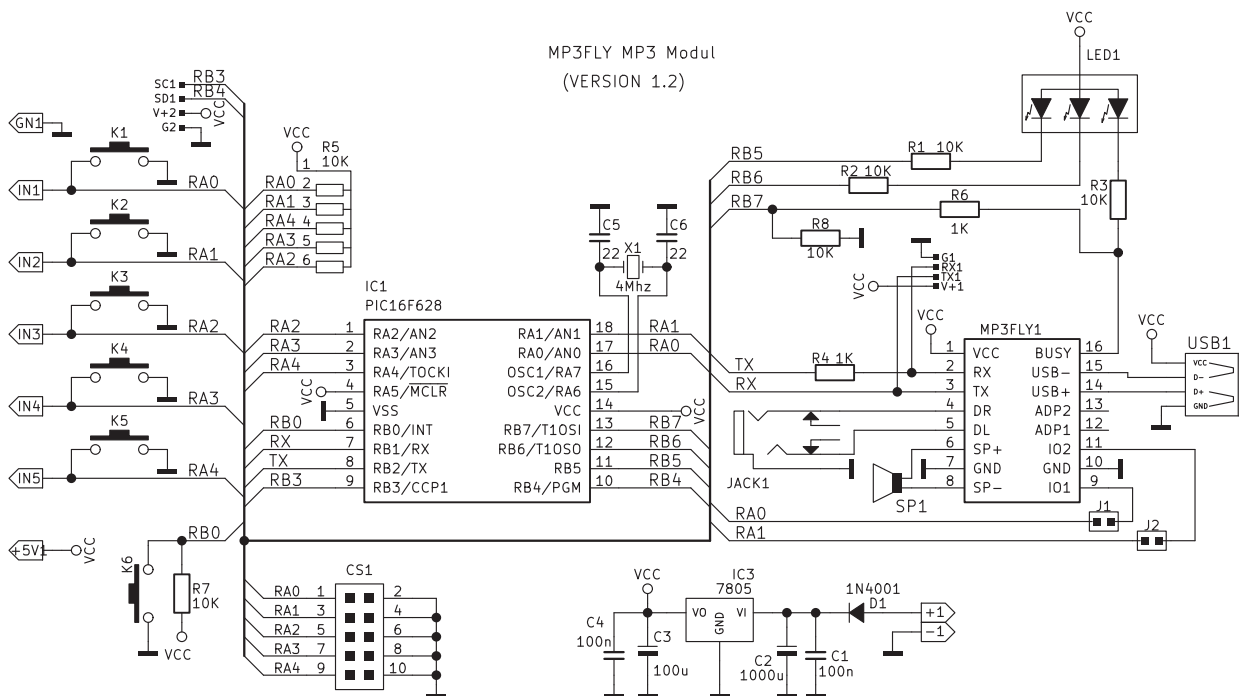 MP3FLY MP3 Modul
(VERSION 1.2)
VCC
LED1
SC1 RB3
SD1 RB4
V+2 VCC
G2
GN1
K1
IN1 RA0
K2
IN2 RA1
K3
IN3 RA2
K4
IN4 RA3
K5
IN5 RA4
+5V1 VCC
RB0
K6
R7
10K
VCC
VCC
R5
10K
1
RA0 2
RA1 3
RA4 4
RA3 5
RA2 6
C5
22
X1
4Mhz
C6
22
IC1
PIC16F628
RA2 1 RA2/AN2
RA3 2 RA3/AN3
RA4 3 RA4/TOCKI
VCC 4 RA5/MCLR
5 VSS
RB0 6 RB0/INT
RX 7 RB1/RX
TX 8 RB2/TX
RB3 9 RB3/CCP1
RA1/AN1 18 RA1
RA0/AN0 17 RA0
OSC1/RA7 16
OSC2/RA6 15
VCC 14 VCC
RB7/T1OSI 13 RB7
RB6/T1OSO 12 RB6
RB5 11 RB5
RB4/PGM 10 RB4
RB5 R1 10K
RB6 R2 10K
RB7 R6
1K
R3
10K
R8
10K
G1
RX1
TX1
VCC V+1
TX R4 1K
RX
VCC
MP3FLY1
1 VCC
2 RX
3 TX
4 DR
5 DL
6 SP+
7 GND
8 SP-
BUSY 16
USB- 15
USB+ 14
ADP2 13
ADP1 12
IO2 11
GND 10
IO1 9
VCC
USB1
VCC
D-
D+
GND
JACK1
SP1
RA0 J1
RA1 J2
CS1
RA0 1 2
RA1 3 4
RA2 5 6
RA3 7 8
RA4 9 10
VCC
IC3
7805
VO VI
GND
1N4001
D1
+1
-1
C4
100n
C3
100u
C2
1000u
C1
100n